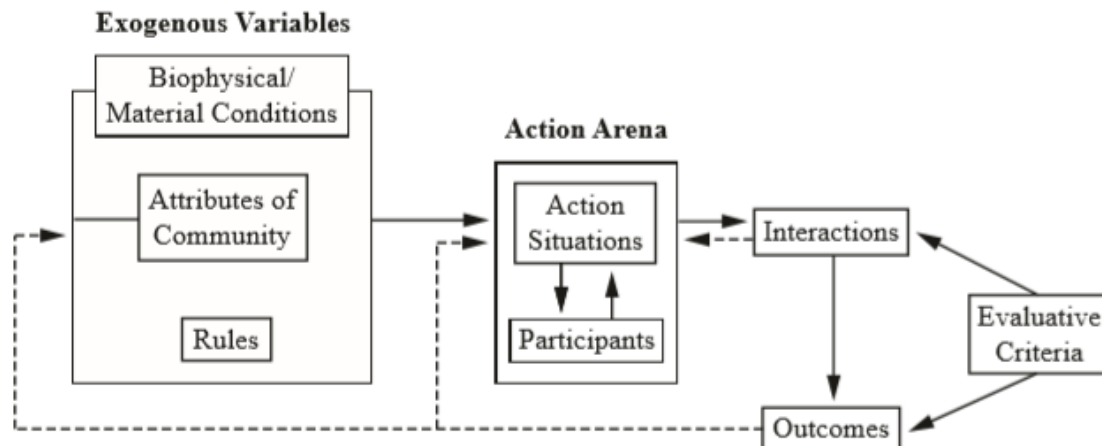 Exogenous Variables
Biophysical/
Material Conditions
Attributes of
Community
Rules
Action Arena
Action
Situations
Participants
Interactions
Outcomes
Evaluative
Criteria